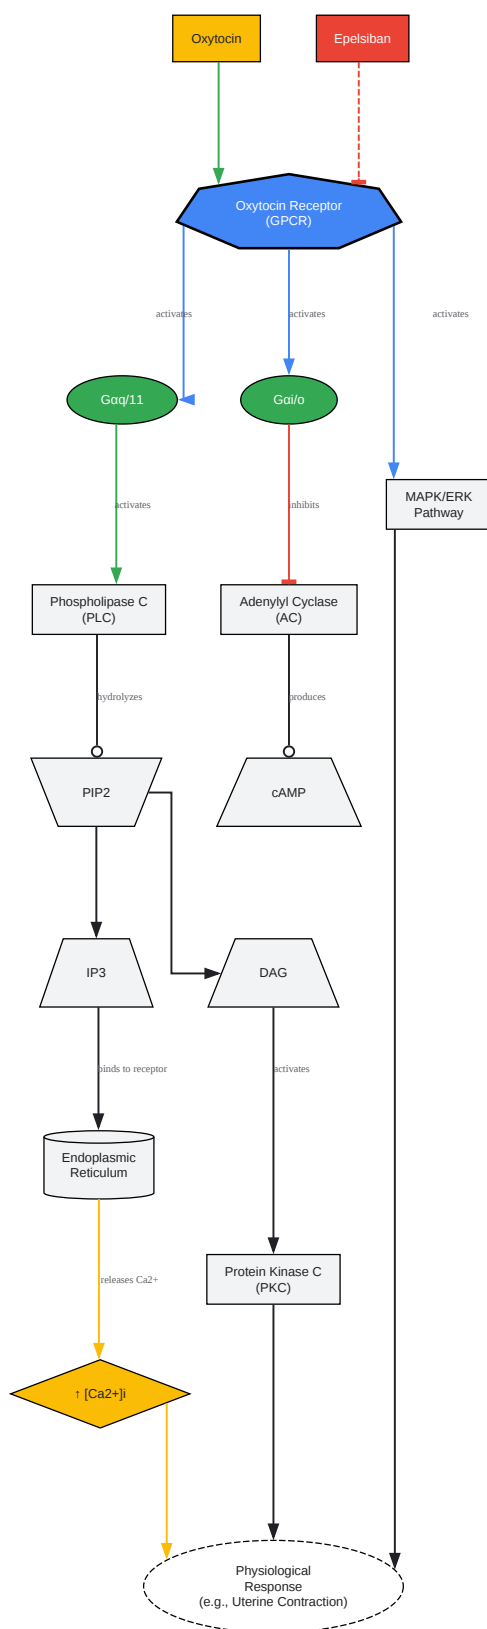 Oxytocin
Epelsiban
Oxytocin Receptor
(GPCR)
activates
activates
activates
Gαq/11
Gαi/o
MAPK/ERK
Pathway
activates
inhibits
Phospholipase C
(PLC)
Adenylyl Cyclase
(AC)
hydrolyzes
produces
PIP2
cAMP
IP3
DAG
binds to receptor
activates
Endoplasmic
Reticulum
Protein Kinase C
(PKC)
releases Ca2+
↑ [Ca2+]i
Physiological
Response
(e.g., Uterine Contraction)